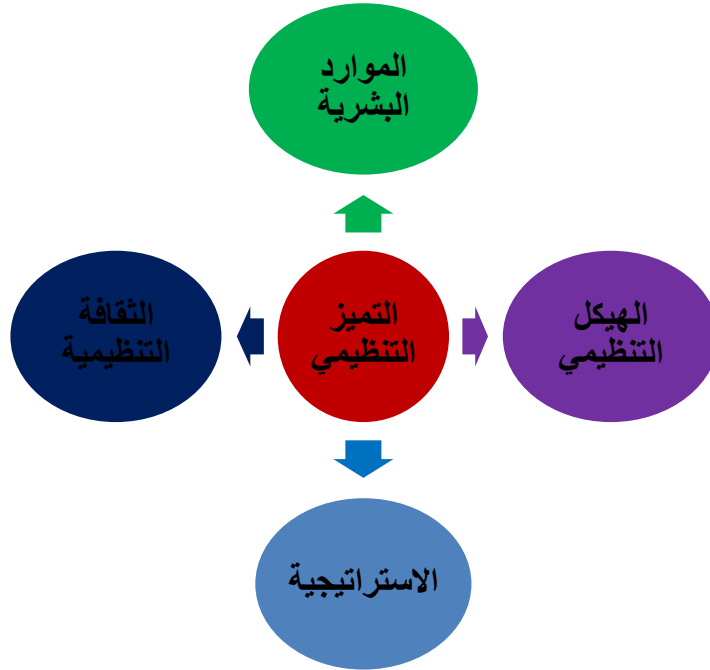 الموارد
البشرية
الهيكل
التنظيمي
التميز
التنظيمي
الثقافة
التنظيمية
الاستراتيجية